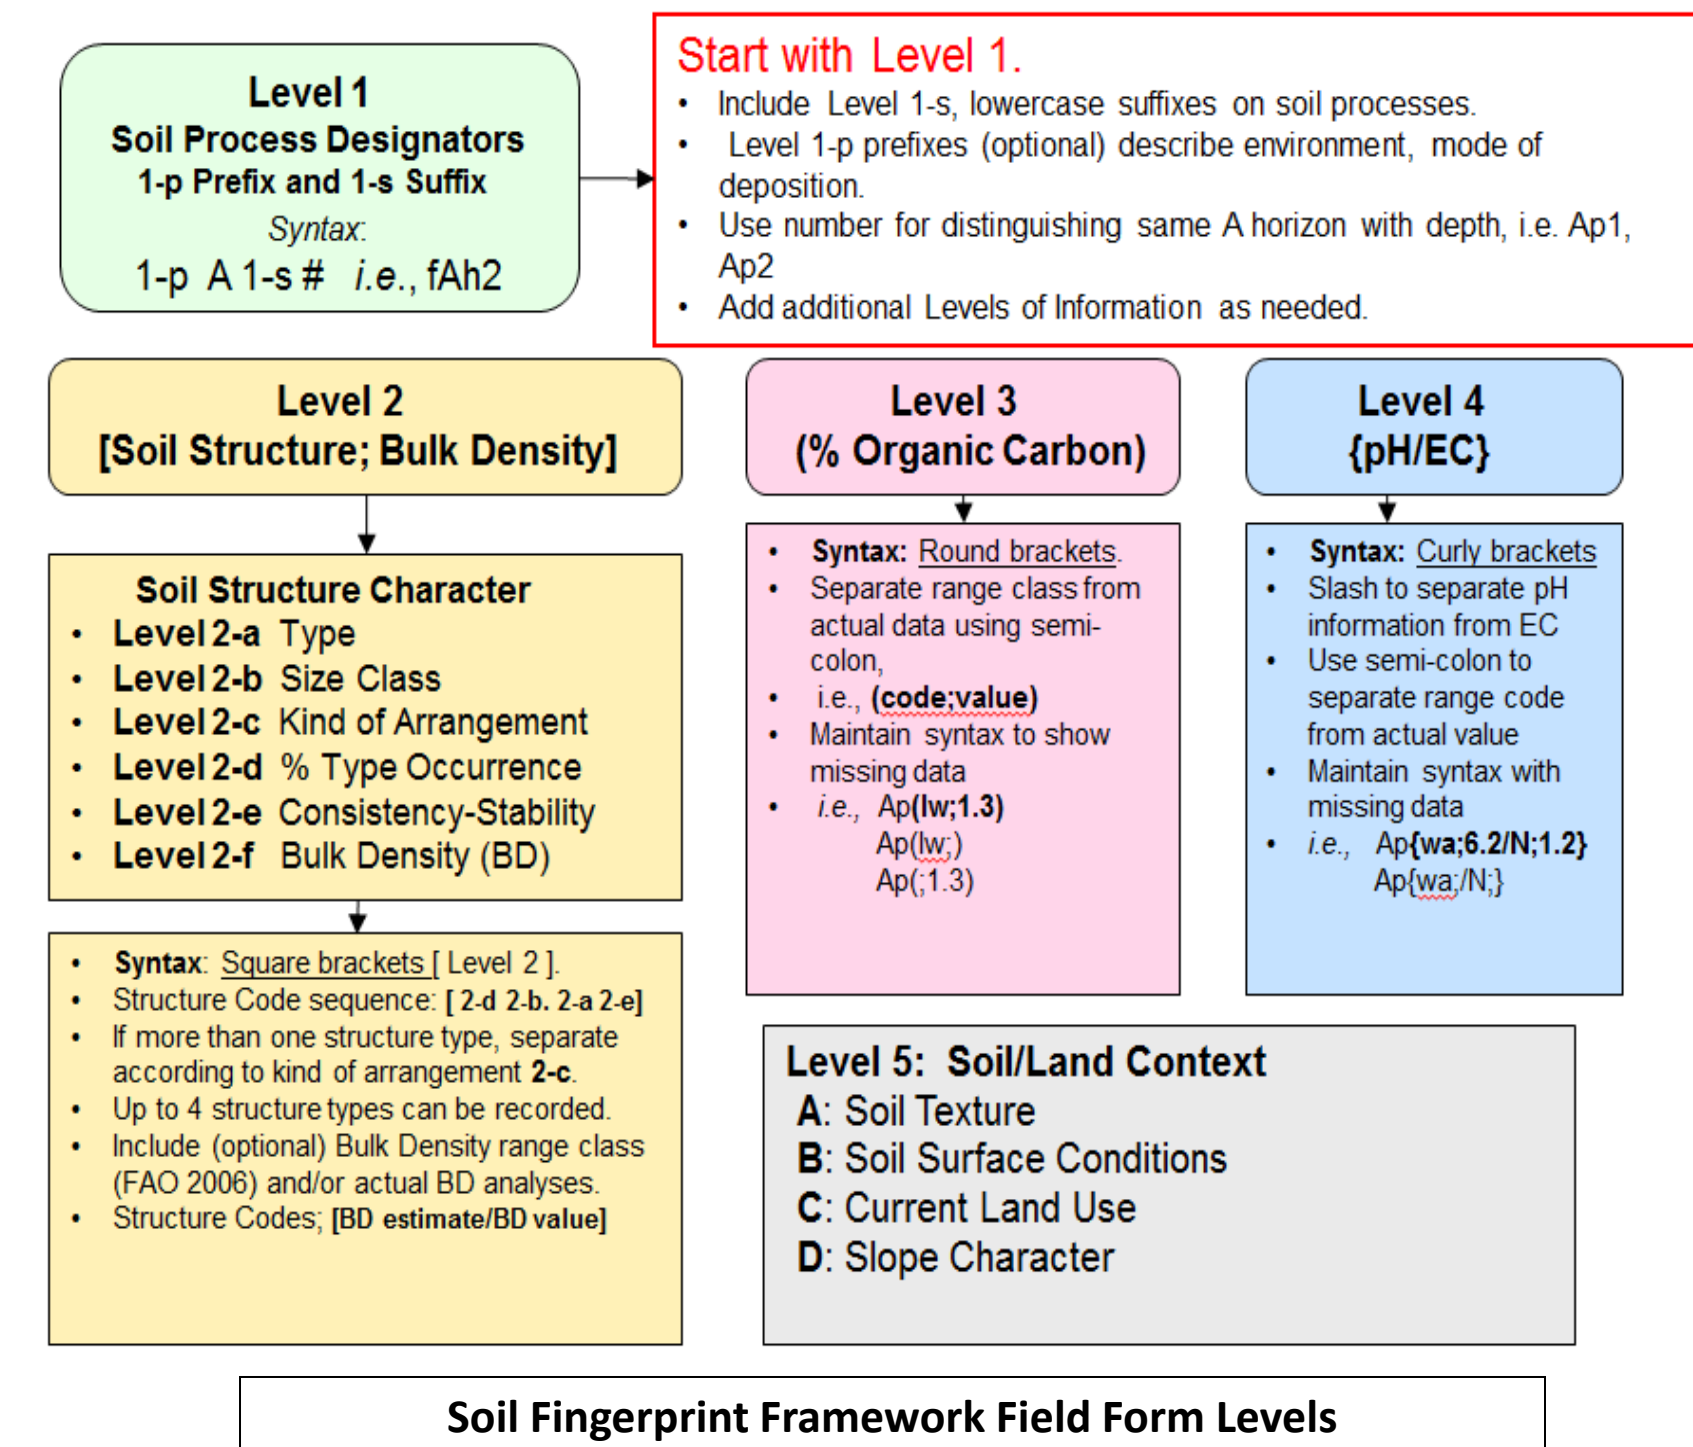 Level 1
Soil Process Designators
1-p Prefix and 1-s Suffix
Syntax:
1-p A 1-s # i.e., fAh2
Start with Level 1.
• Include Level 1-s, lowercase suffixes on soil processes.
• Level 1-p prefixes (optional) describe environment, mode of
deposition.
• Use number for distinguishing same A horizon with depth, i.e. Ap1,
Ap2
• Add additional Levels of Information as needed.
Level 2
[Soil Structure; Bulk Density]
Soil Structure Character
• Level 2-a Type
• Level 2-b Size Class
• Level 2-c Kind of Arrangement
• Level 2-d % Type Occurrence
• Level 2-e Consistency-Stability
• Level 2-f Bulk Density (BD)
• Syntax: Square brackets [ Level 2 ].
• Structure Code sequence: [ 2-d 2-b. 2-a 2-e]
• If more than one structure type, separate
according to kind of arrangement 2-c.
• Up to 4 structure types can be recorded.
• Include (optional) Bulk Density range class
(FAO 2006) and/or actual BD analyses.
• Structure Codes; [BD estimate/BD value]
Level 3
(% Organic Carbon)
• Syntax: Round brackets.
• Separate range class from
actual data using semi-
colon,
• i.e., (code;value)
• Maintain syntax to show
missing data
• i.e., Ap(lw;1.3)
Ap(lw;)
Ap(;1.3)
Level 4
{pH/EC}
• Syntax: Curly brackets
• Slash to separate pH
information from EC
• Use semi-colon to
separate range code
from actual value
• Maintain syntax with
missing data
• i.e., Ap{wa;6.2/N;1.2}
Ap{wa;/N;}
Level 5: Soil/Land Context
A: Soil Texture
B: Soil Surface Conditions
C: Current Land Use
D: Slope Character
Soil Fingerprint Framework Field Form Levels